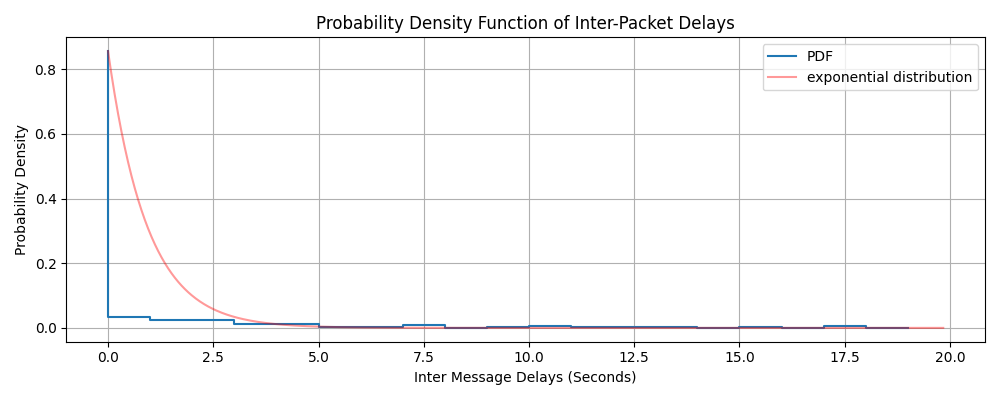 Probability Density Function of Inter-Packet Delays
PDF
exponential distribution
Probability Density
0.8
0.6
0.4
0.2
0.0
0.0 2.5 5.0 7.5 10.0 12.5 15.0 17.5 20.0
Inter Message Delays (Seconds)